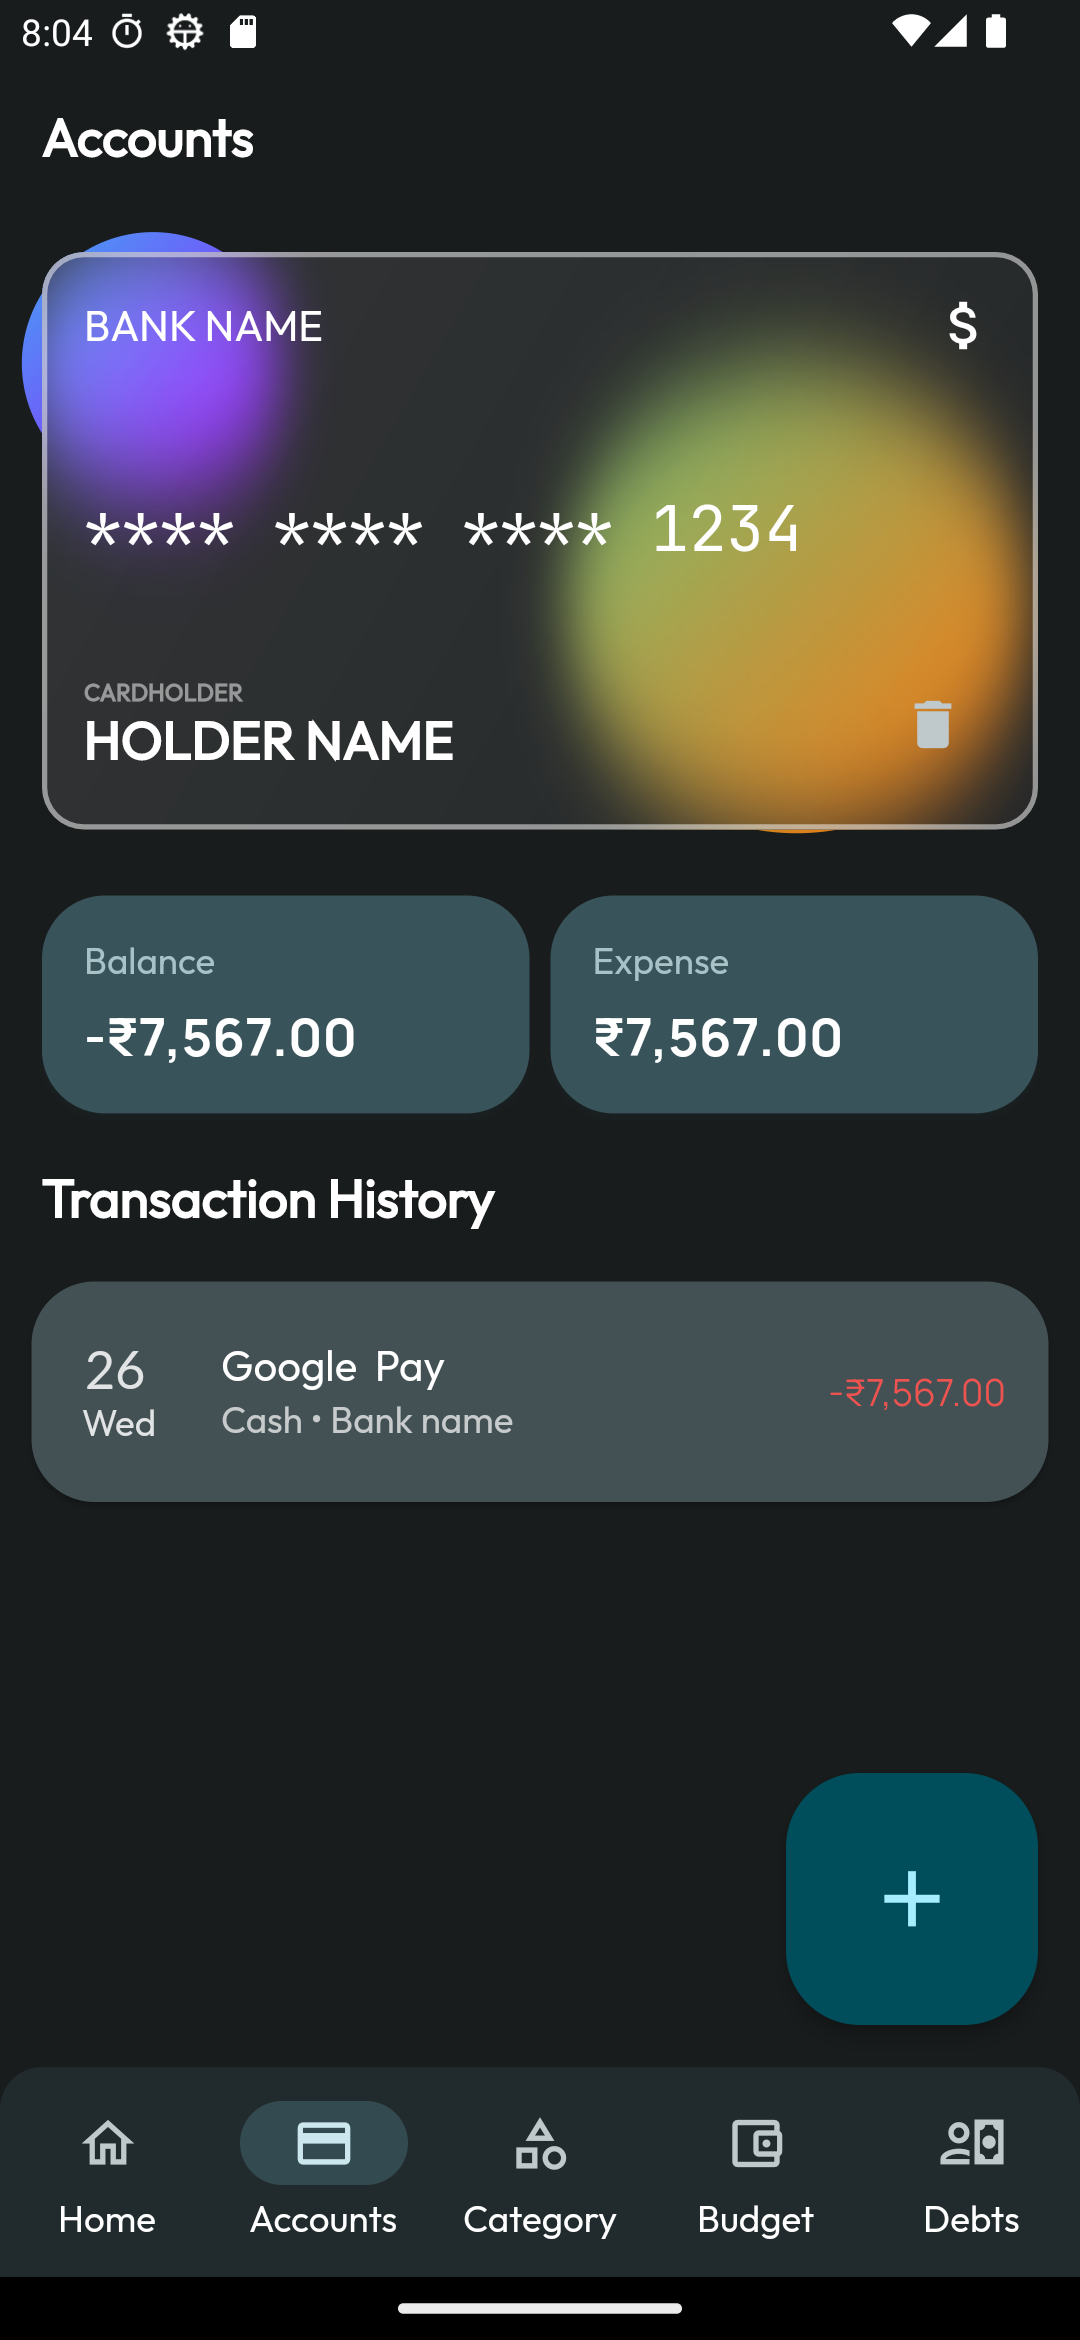 8:04
Accounts
BANK NAME
$
**** **** **** 1234
CARDHOLDER
HOLDER NAME
Balance
-₹7,567.00
Expense
₹7,567.00
Transaction History
26
Wed
Google  Pay
Cash • Bank name
-₹7,567.00
Home
Accounts
Category
Budget
Debts